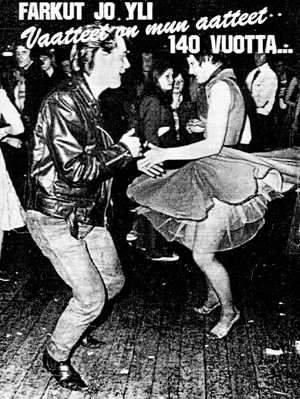 FARKUT JO YLI
Vaatteet on mun aatteet..
140 VUOTTA...